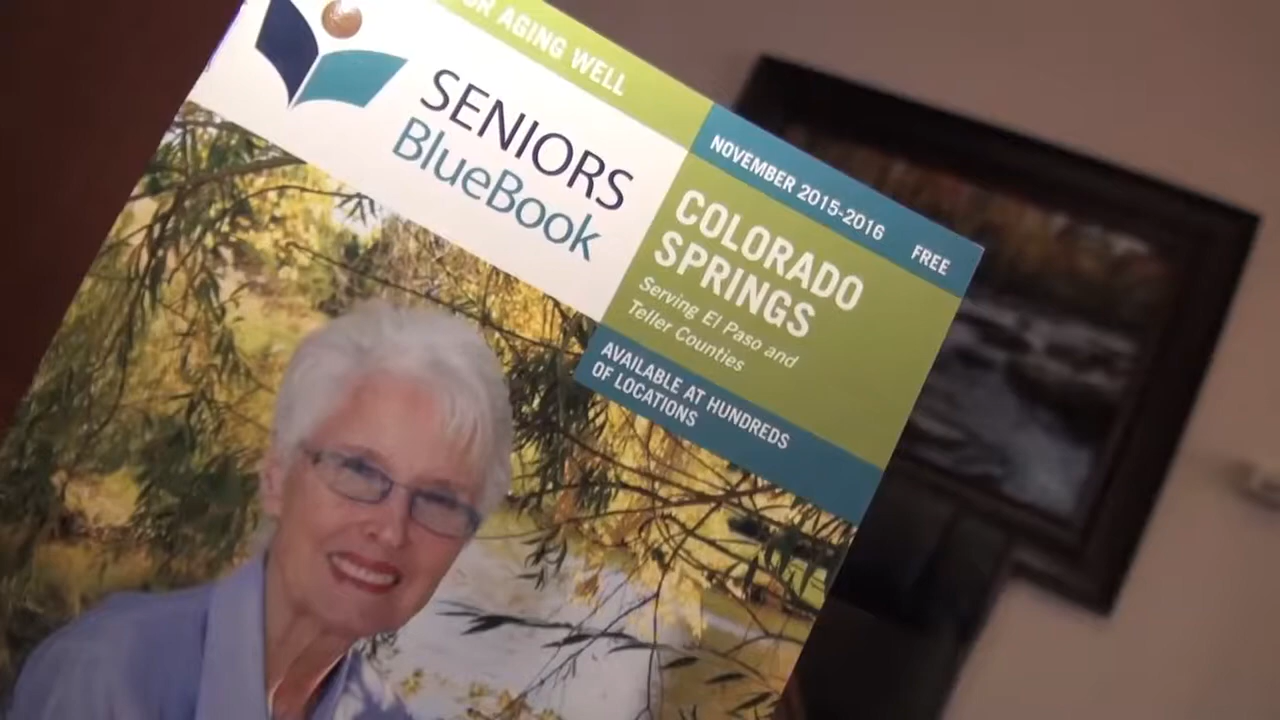 OR AGING WELL
SENIORS
BlueBook
NOVEMBER 2015-2016 FREE
COLORADO
SPRINGS
Serving El Paso and
Teller Counties
AVAILABLE AT HUNDREDS
OF LOCATIONS